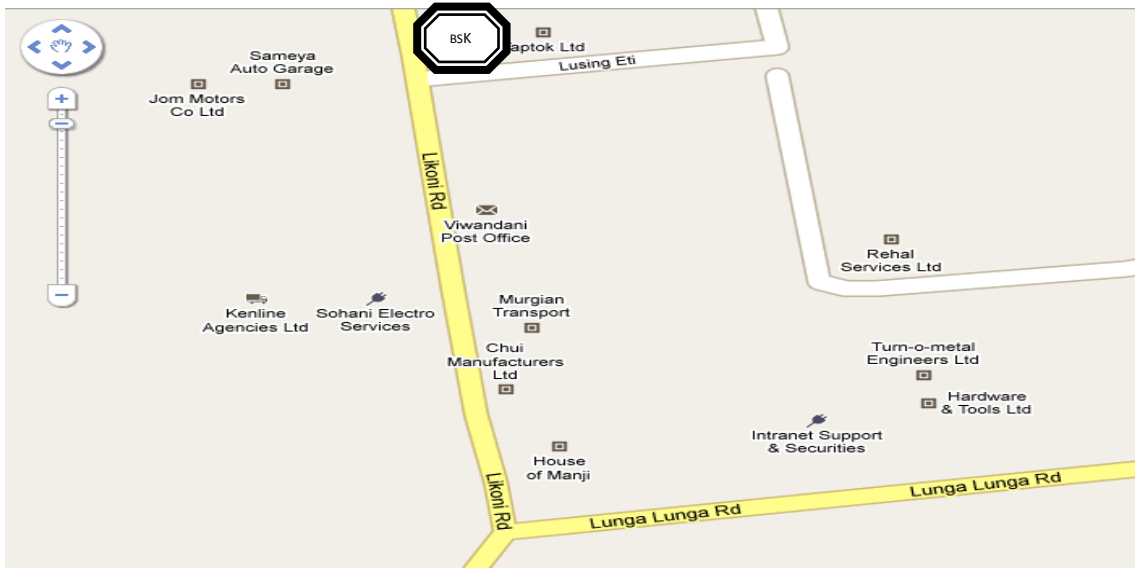 BSK
aptok Ltd
Lusing Eti
Sameya
Auto Garage
Jom Motors
Co Ltd
Likoni Rd
Viwandani
Post Office
Rehal
Services Ltd
Kenline
Agencies Ltd
Sohani Electro
Services
Murgian
Transport
Chui
Manufacturers
Ltd
Turn-o-metal
Engineers Ltd
Hardware
& Tools Ltd
Intranet Support
& Securities
House
of Manji
Likoni Rd
Lunga Lunga Rd
Lunga Lunga Rd